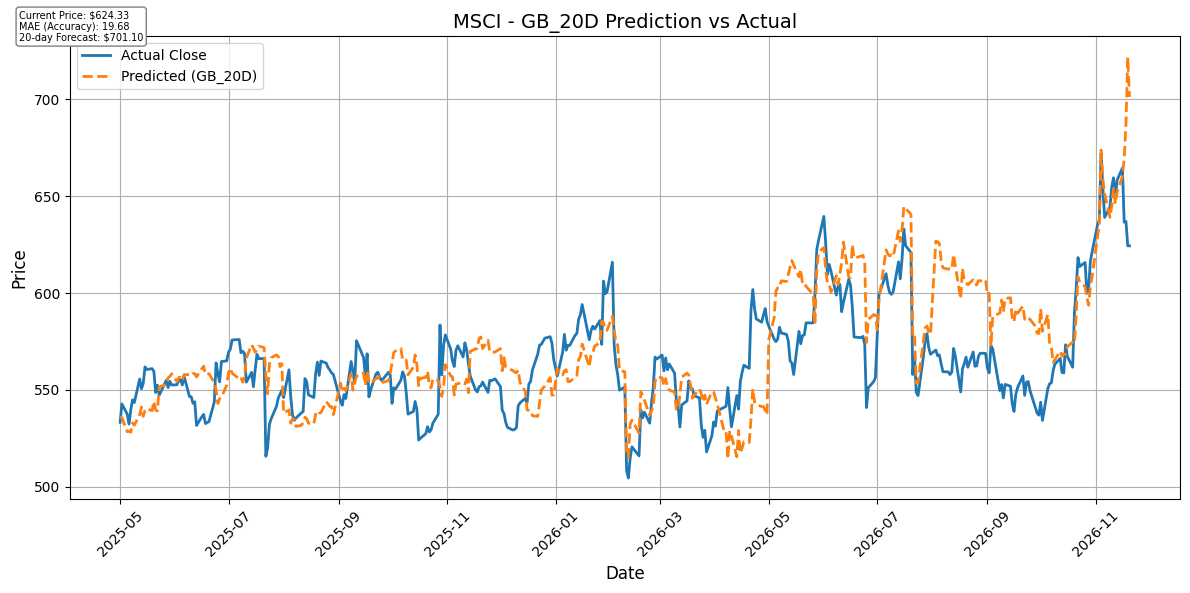 MSCI - GB_20D Prediction vs Actual
Current Price: $624.33
MAE (Accuracy): 19.68
20-day Forecast: $701.10
Actual Close
Predicted (GB_20D)
Price
700
650
600
550
500
2025-05
2025-07
2025-09
2025-11
2026-01
2026-03
2026-05
2026-07
2026-09
2026-11
Date